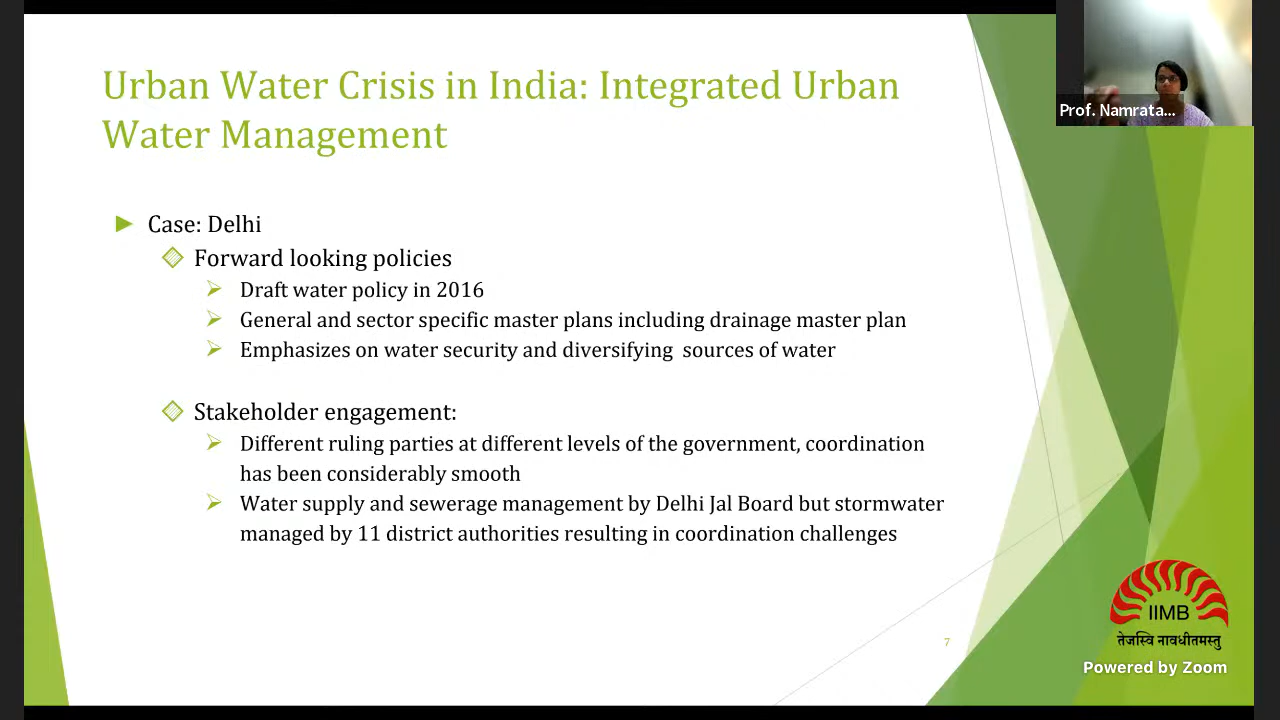 Urban Water Crisis in India: Integrated Urban
Water Management
Prof. Namrata...
Case: Delhi
Forward looking policies
Draft water policy in 2016
General and sector specific master plans including drainage master plan
Emphasizes on water security and diversifying sources of water
Stakeholder engagement:
Different ruling parties at different levels of the government, coordination
has been considerably smooth
Water supply and sewerage management by Delhi Jal Board but stormwater
managed by 11 district authorities resulting in coordination challenges
7
IIMB
तेजस्वि नावधीतमस्तु
Powered by Zoom